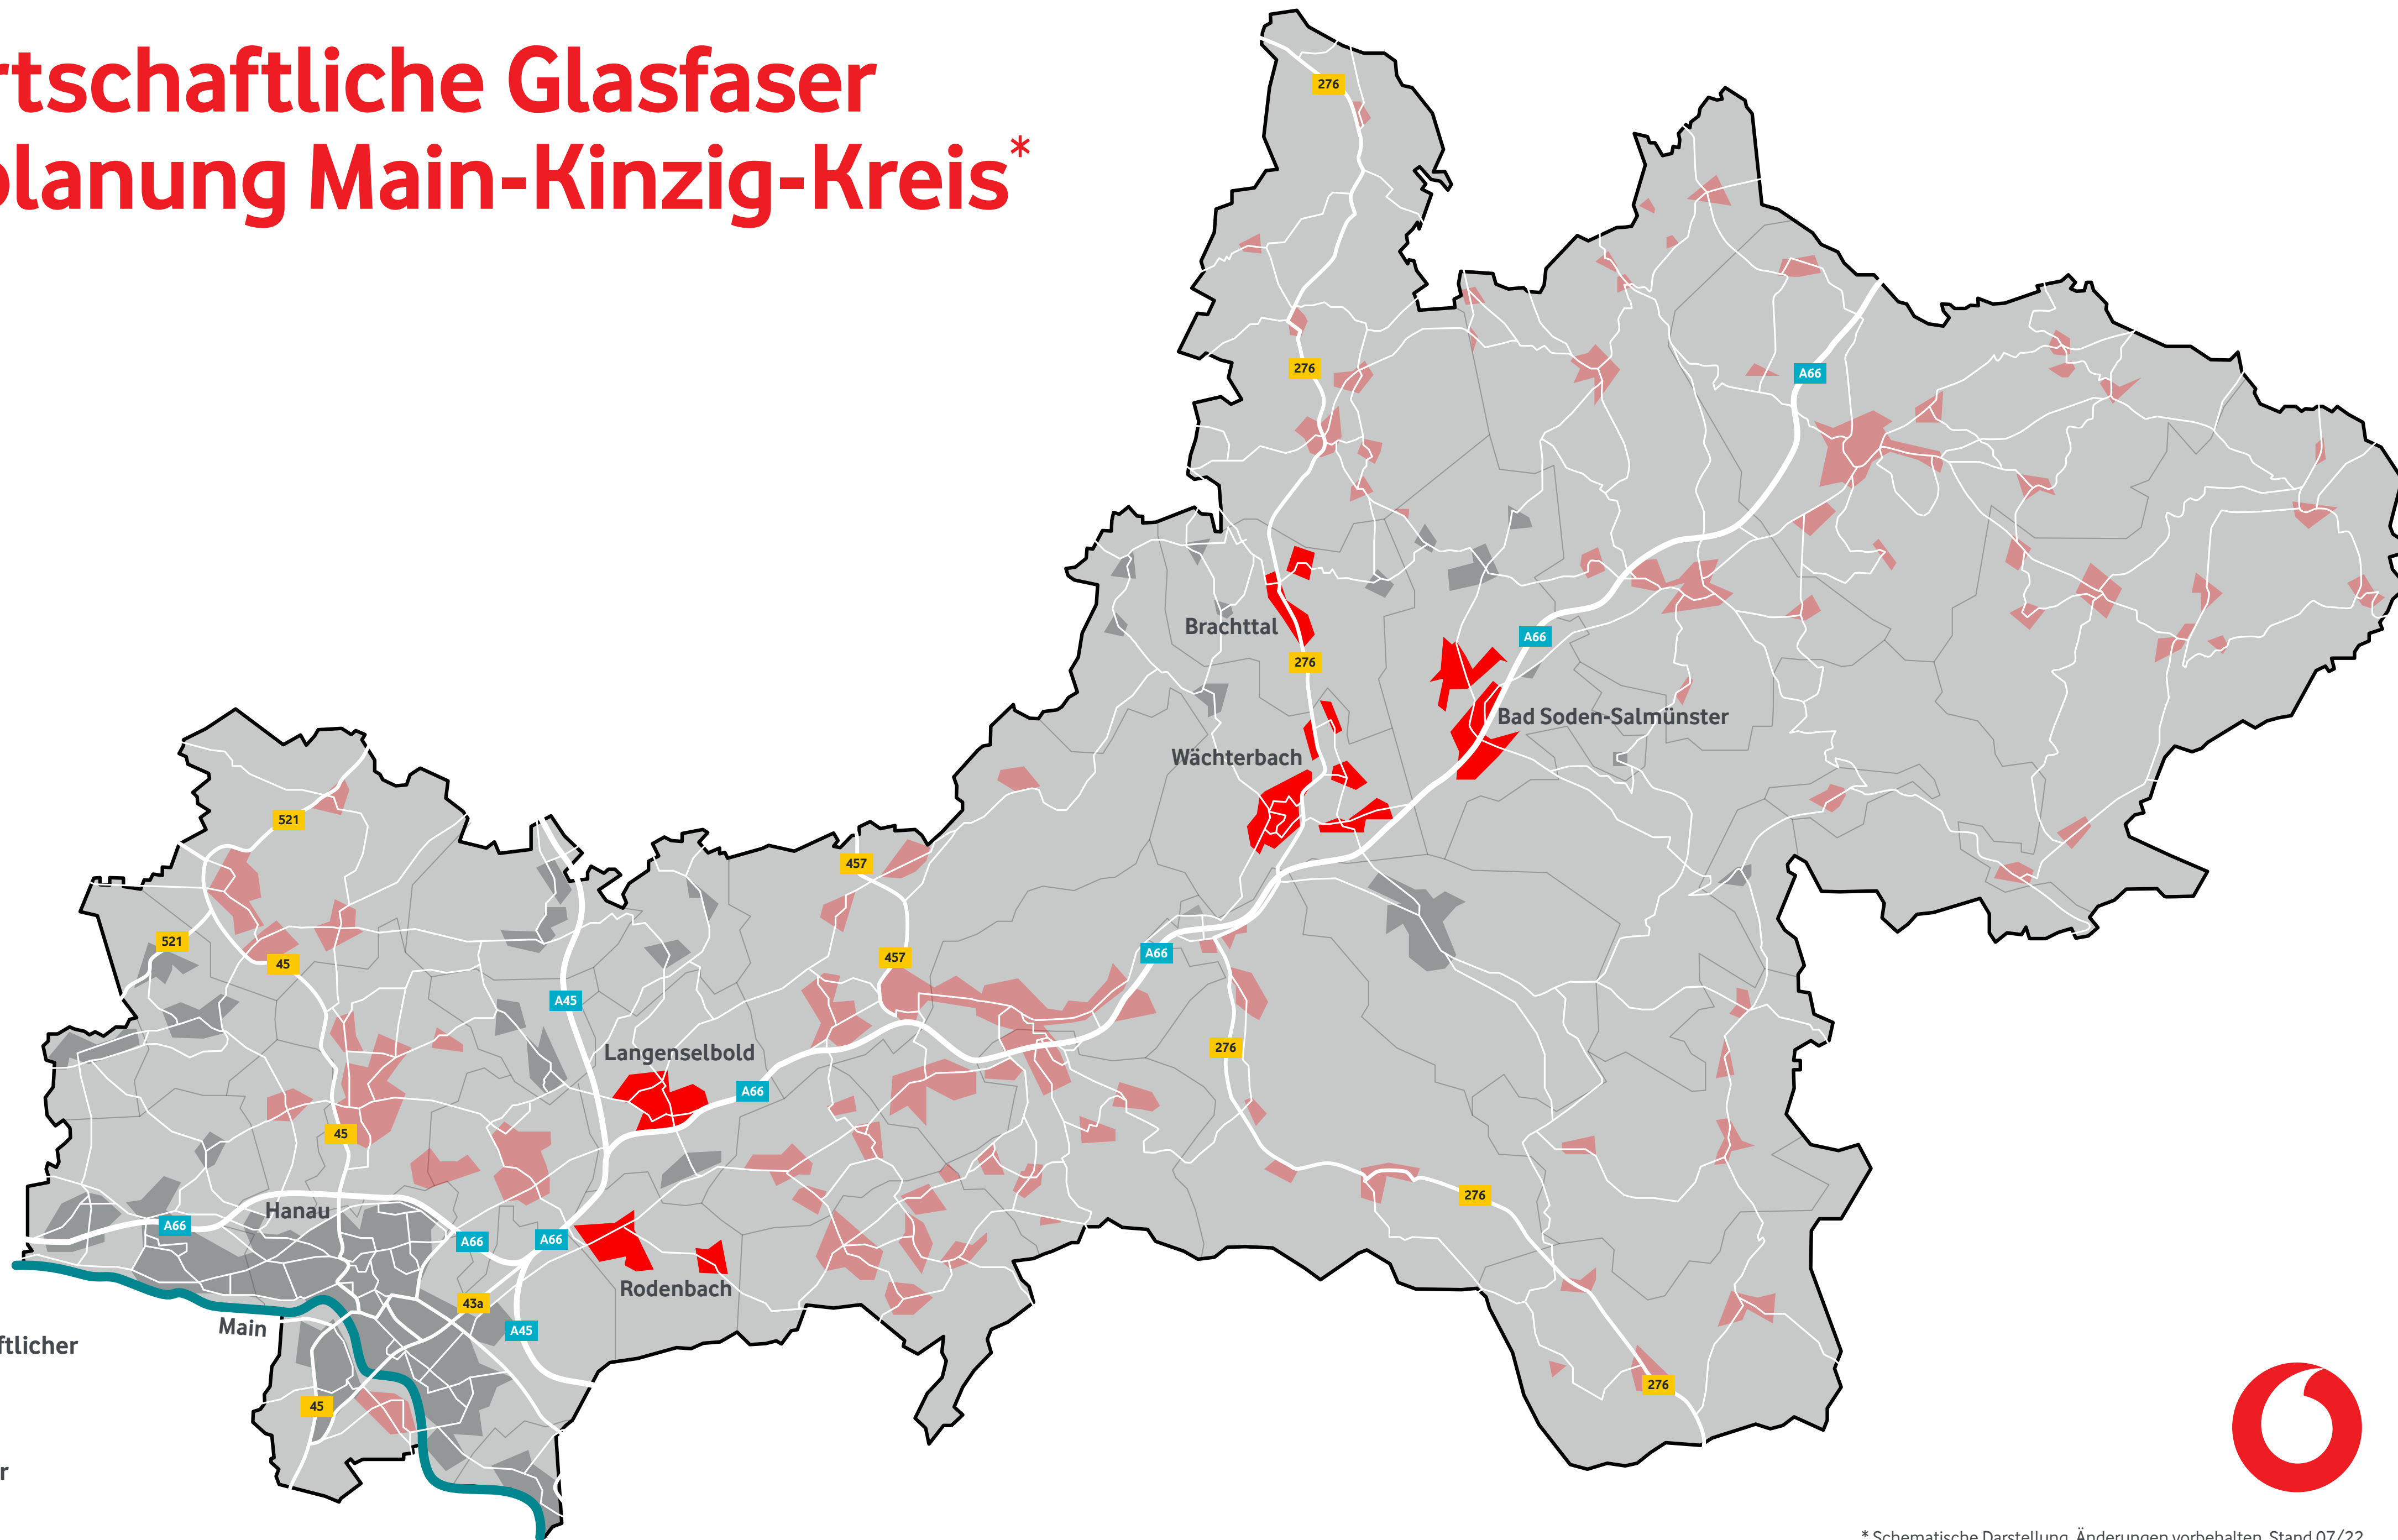 rtschaftliche Glasfaser
planung Main-Kinzig-Kreis*
276
276
A66
Brachttal
276
A66
Bad Soden-Salmünster
Wächterbach
521
457
521
45
457
A66
A45
Langenselbold
276
A66
45
276
Hanau
A66
A66
A66
Rodenbach
43a
Main
A45
ftlicher
276
45
r
* Schematische Darstellung, Änderungen vorbehalten, Stand 07/22